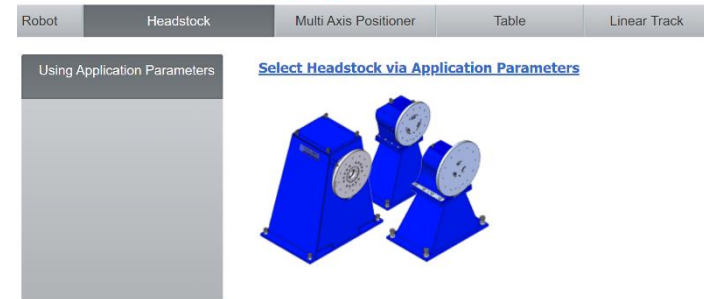 Robot
Headstock
Multi Axis Positioner
Table
Linear Track
Using Application Parameters
Select Headstock via Application Parameters